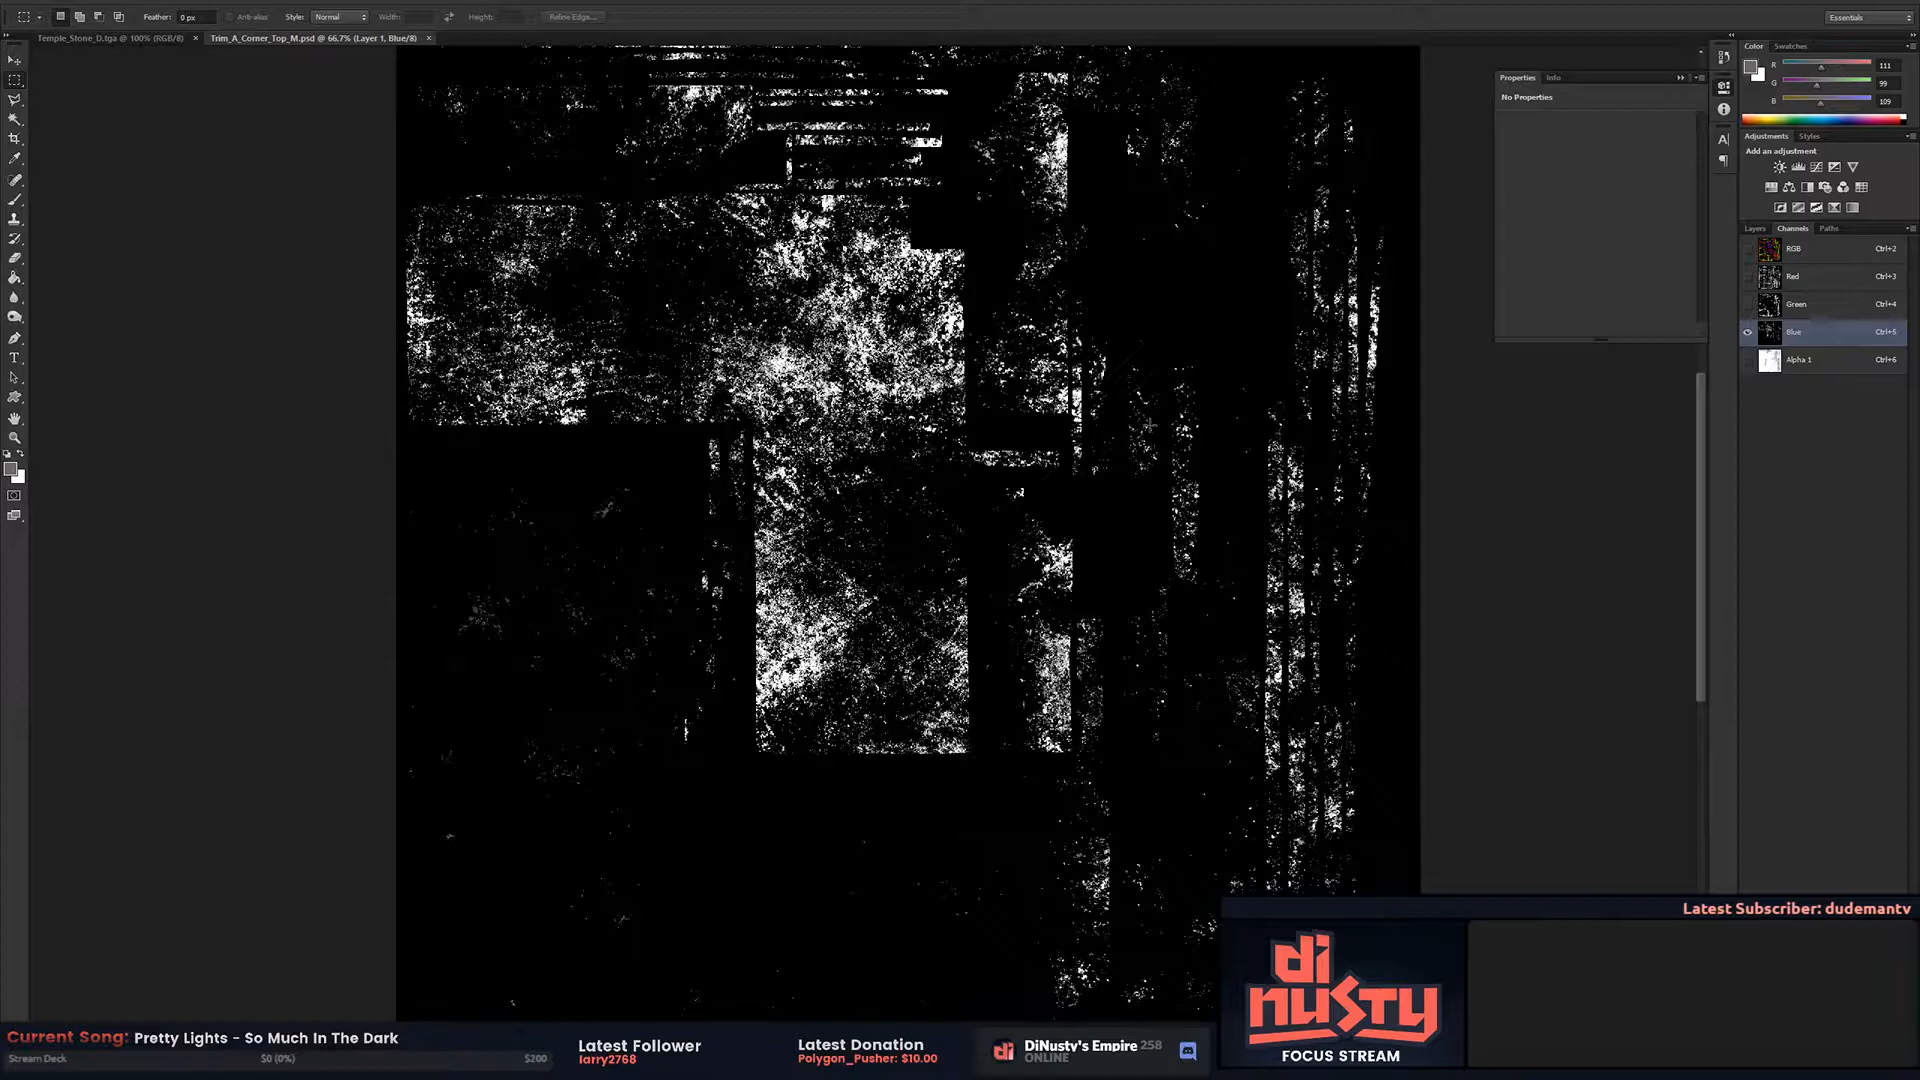 Feather: 0 px Anti-alias Style: Normal Width: Height: Refine Edge... Essentials
Temple_Stone_D.tga @ 100% (RGB/8) × Trim_A_Corner_Top_M.psd @ 66.7% (Layer 1, Blue/8) ×
Color Swatches
R 111
G 99
B 109
Properties Info
No Properties
Adjustments Styles
Add an adjustment
Layers Channels Paths
RGB Ctrl+2
Red Ctrl+3
Green Ctrl+4
Blue Ctrl+5
Alpha 1 Ctrl+6
Latest Subscriber: dudemantv
di
nusty
FOCUS STREAM
Current Song: Pretty Lights - So Much In The Dark
Stream Deck $0 (0%) $200
Latest Follower
larry2768
Latest Donation
Polygon_Pusher: $10.00
di DiNusty's Empire 258
ONLINE